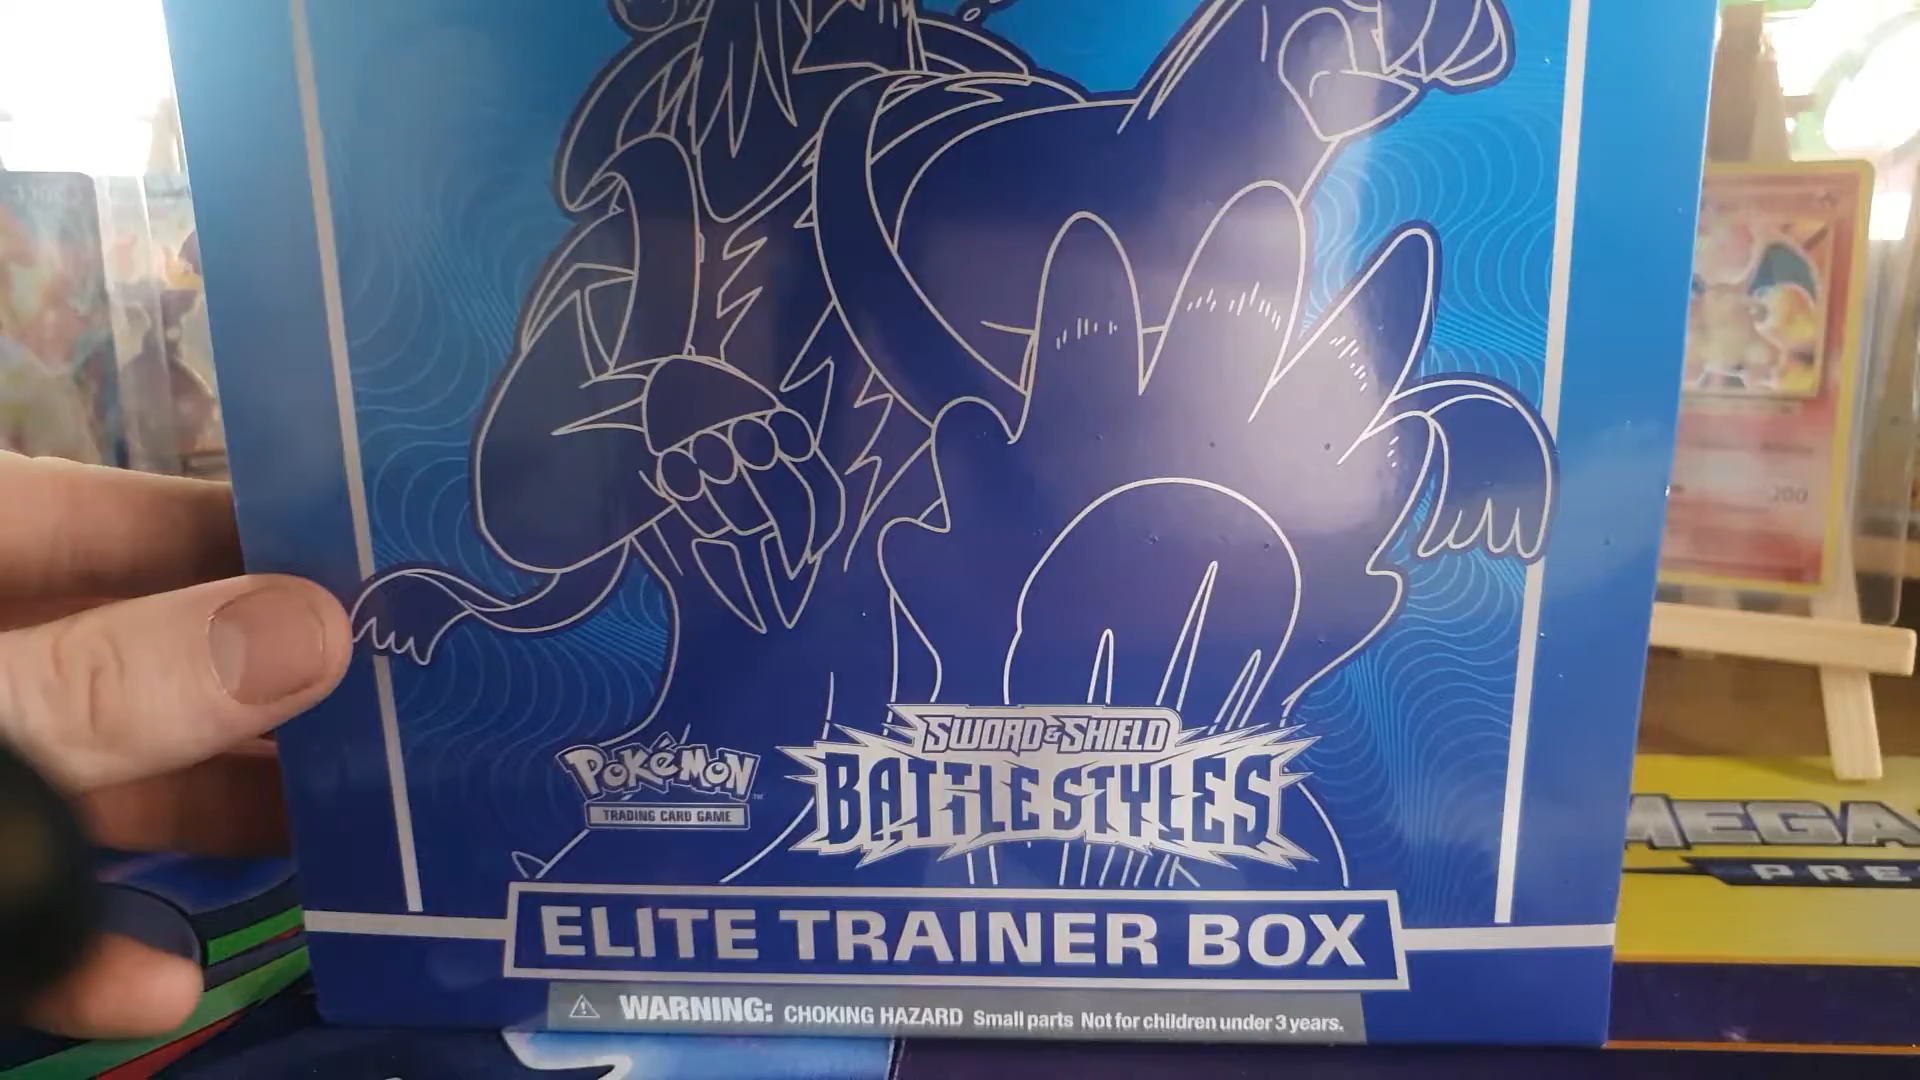 SWORD & SHIELD
POKéMON
TRADING CARD GAME
BATTLE STYLES
ELITE TRAINER BOX
WARNING: CHOKING HAZARD Small parts Not for children under 3 years.
MEGA
PRE
200